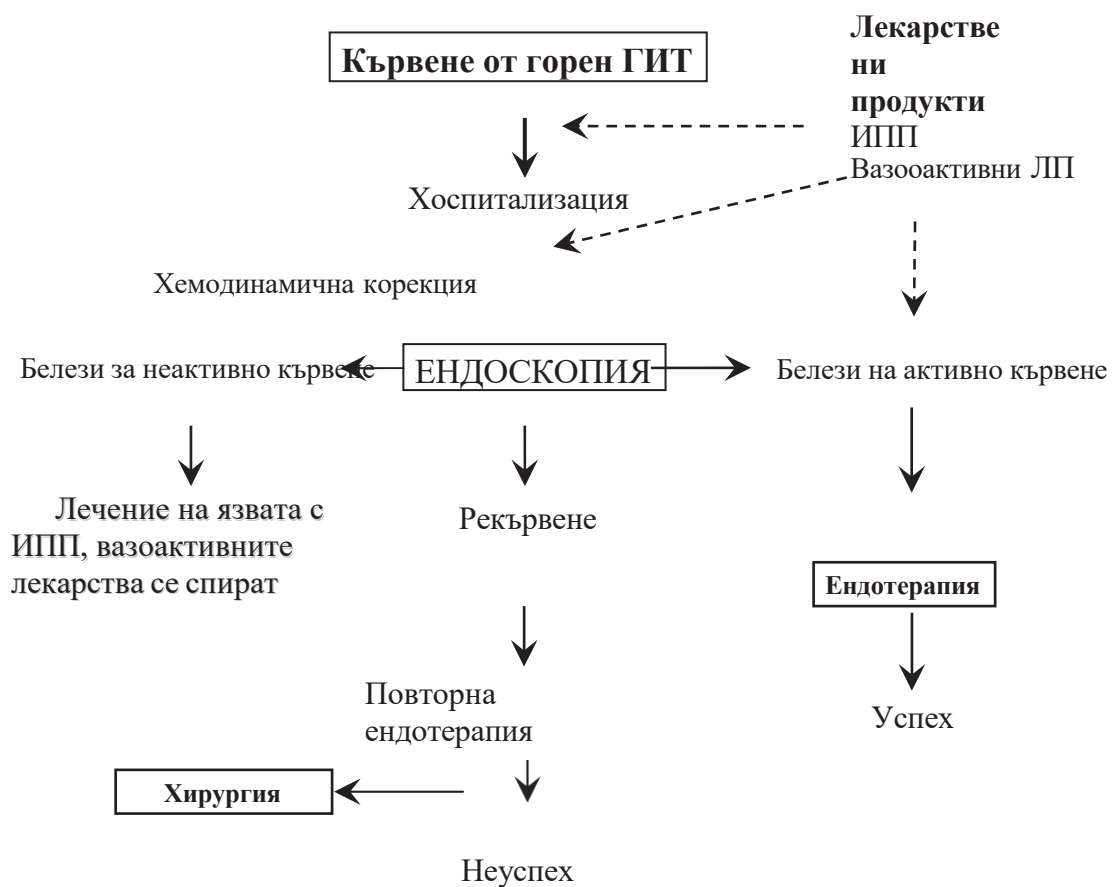 Кървене от горен ГИТ
Лекарстве
ни
продукти
ИПП
Вазооактивни ЛП
Хоспитализация
Хемодинамична корекция
Белези за неактивно кървене
ЕНДОСКОПИЯ
Белези на активно кървене
Лечение на язвата с
ИПП, вазоактивните
лекарства се спират
Рекървене
Ендотерапия
Повторна
ендотерапия
Успех
Хирургия
Неуспех